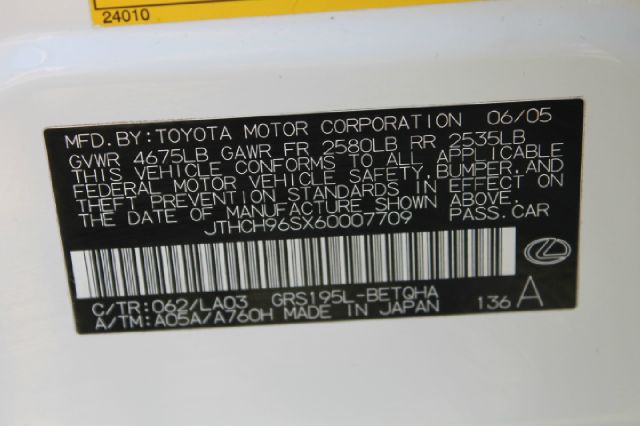 24010
MFD. BY: TOYOTA MOTOR CORPORATION 06/05
GVWR 4675LB GAWR FR 2580LB RR 2535LB
THIS VEHICLE CONFORMS TO ALL APPLICABLE
FEDERAL MOTOR VEHICLE SAFETY, BUMPER, AND
THEFT PREVENTION STANDARDS IN EFFECT ON
THE DATE OF MANUFACTURE SHOWN ABOVE.
JTHCH96SX60007709 PASS. CAR
C/TR: 062/LA03 GRS195L-BETQHA
A/TM: A05A/A760H MADE IN JAPAN 136 A